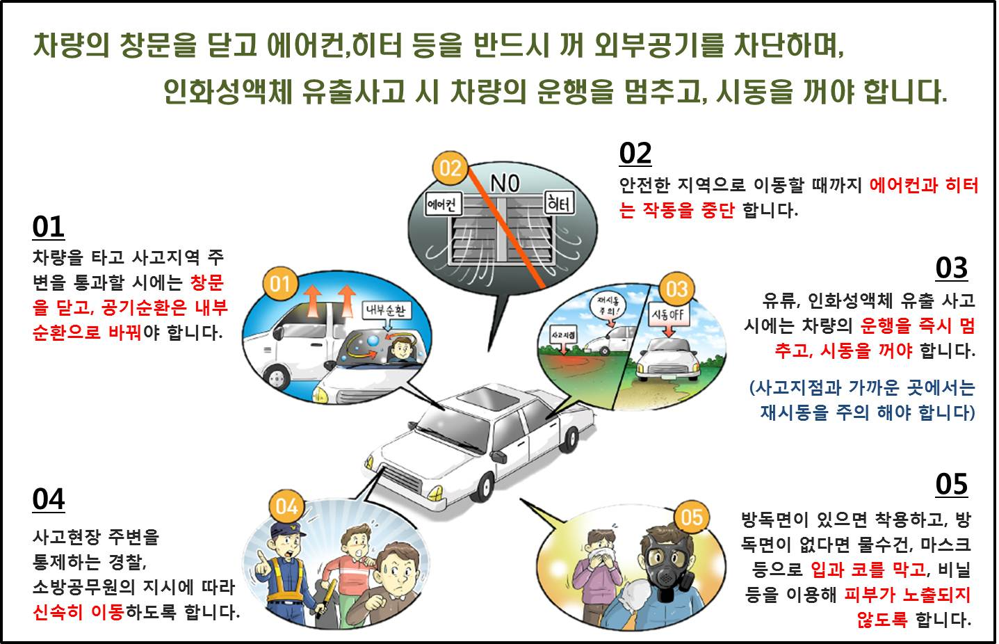 차량의 창문을 닫고 에어컨,히터 등을 반드시 꺼 외부공기를 차단하며,
인화성액체 유출사고 시 차량의 운행을 멈추고, 시동을 꺼야 합니다.
01
차량을 타고 사고지역 주
변을 통과할 시에는 창문
을 닫고, 공기순환은 내부
순환으로 바꿔야 합니다.
01
내부순환
02
NO
에어컨
히터
02
안전한 지역으로 이동할 때까지 에어컨과 히터
는 작동을 중단 합니다.
03
재시동
주의!
사고지점
시동OFF
03
유류, 인화성액체 유출 사고
시에는 차량의 운행을 즉시 멈
추고, 시동을 꺼야 합니다.
(사고지점과 가까운 곳에서는
재시동을 주의 해야 합니다)
04
사고현장 주변을
통제하는 경찰,
소방공무원의 지시에 따라
신속히 이동하도록 합니다.
04
05
05
방독면이 있으면 착용하고, 방
독면이 없다면 물수건, 마스크
등으로 입과 코를 막고, 비닐
등을 이용해 피부가 노출되지
않도록 합니다.